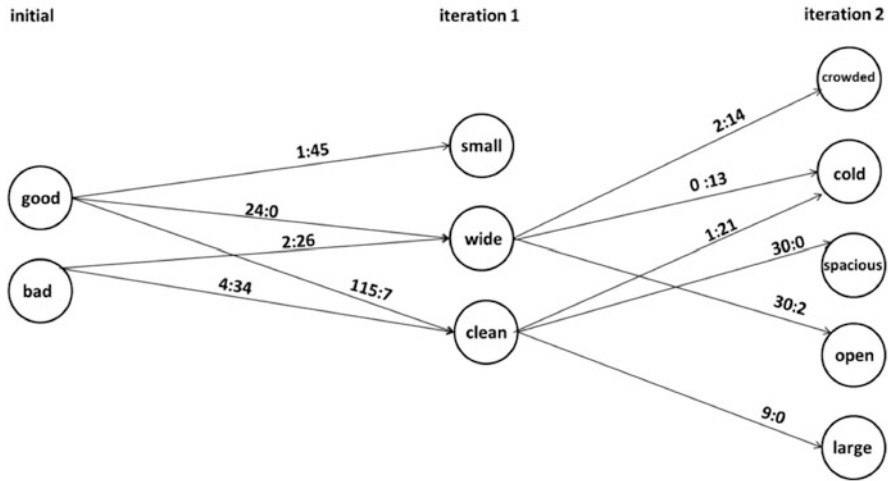 initial
iteration 1
iteration 2
crowded
2:14
small
1:45
cold
0 :13
good
24:0
wide
1:21
2:26
spacious
30:0
bad
4:34
115:7
30:2
clean
open
9:0
large